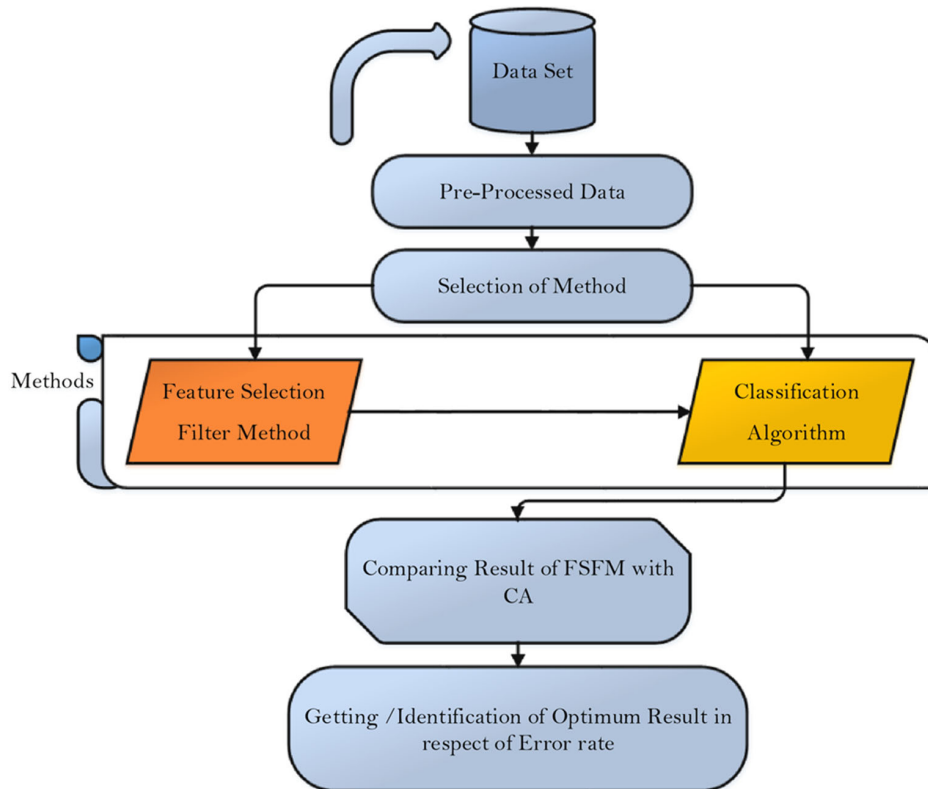 Data Set
Pre-Processed Data
Selection of Method
Methods
Feature Selection
Filter Method
Classification
Algorithm
Comparing Result of FSFM with
CA
Getting /Identification of Optimum Result in
respect of Error rate